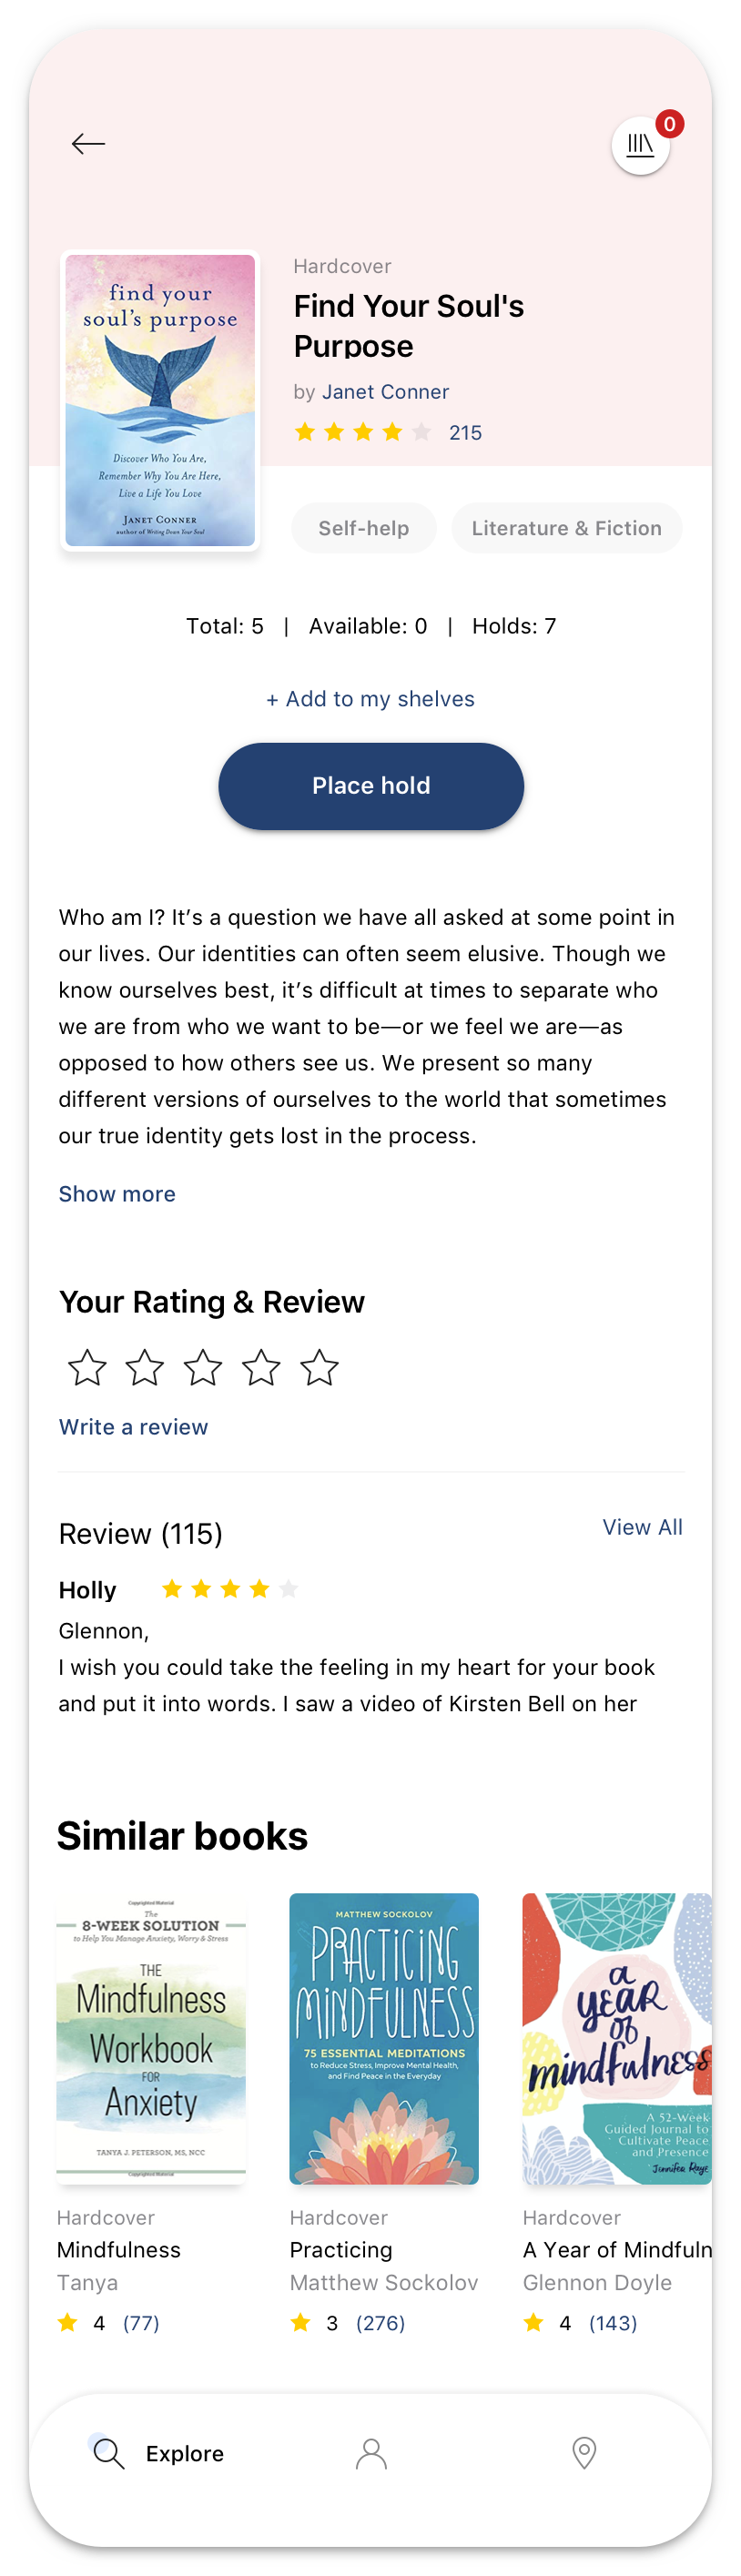 0
find your
soul's purpose
Discover Who You Are,
Remember Why You Are Here,
Live a Life You Love
JANET CONNER
author of Writing Down Your Soul
Hardcover
Find Your Soul's
Purpose
by Janet Conner
215
Self-help
Literature & Fiction
Total: 5 | Available: 0 | Holds: 7
+ Add to my shelves
Place hold
Who am I? It’s a question we have all asked at some point in
our lives. Our identities can often seem elusive. Though we
know ourselves best, it’s difficult at times to separate who
we are from who we want to be—or we feel we are—as
opposed to how others see us. We present so many
different versions of ourselves to the world that sometimes
our true identity gets lost in the process.
Show more
Your Rating & Review
Write a review
Review (115)
View All
Holly
Glennon,
I wish you could take the feeling in my heart for your book
and put it into words. I saw a video of Kirsten Bell on her
Similar books
Copyrighted Material
The
8-WEEK SOLUTION
to Help You Manage Anxiety, Worry & Stress
THE
Mindfulness
Workbook
FOR
Anxiety
TANYA J. PETERSON, MS, NCC
Copyrighted Material
Hardcover
Mindfulness
Tanya
4 (77)
MATTHEW SOCKOLOV
PRACTICING
MINDFULNESS
75 ESSENTIAL MEDITATIONS
to Reduce Stress, Improve Mental Health,
and Find Peace in the Everyday
Hardcover
Practicing
Matthew Sockolov
3 (276)
a
YEAR
of
mindfulness
A 52-Week
Guided Journal to
Cultivate Peace
and Presence
Jennifer Raye
Hardcover
A Year of Mindfuln
Glennon Doyle
4 (143)
Explore